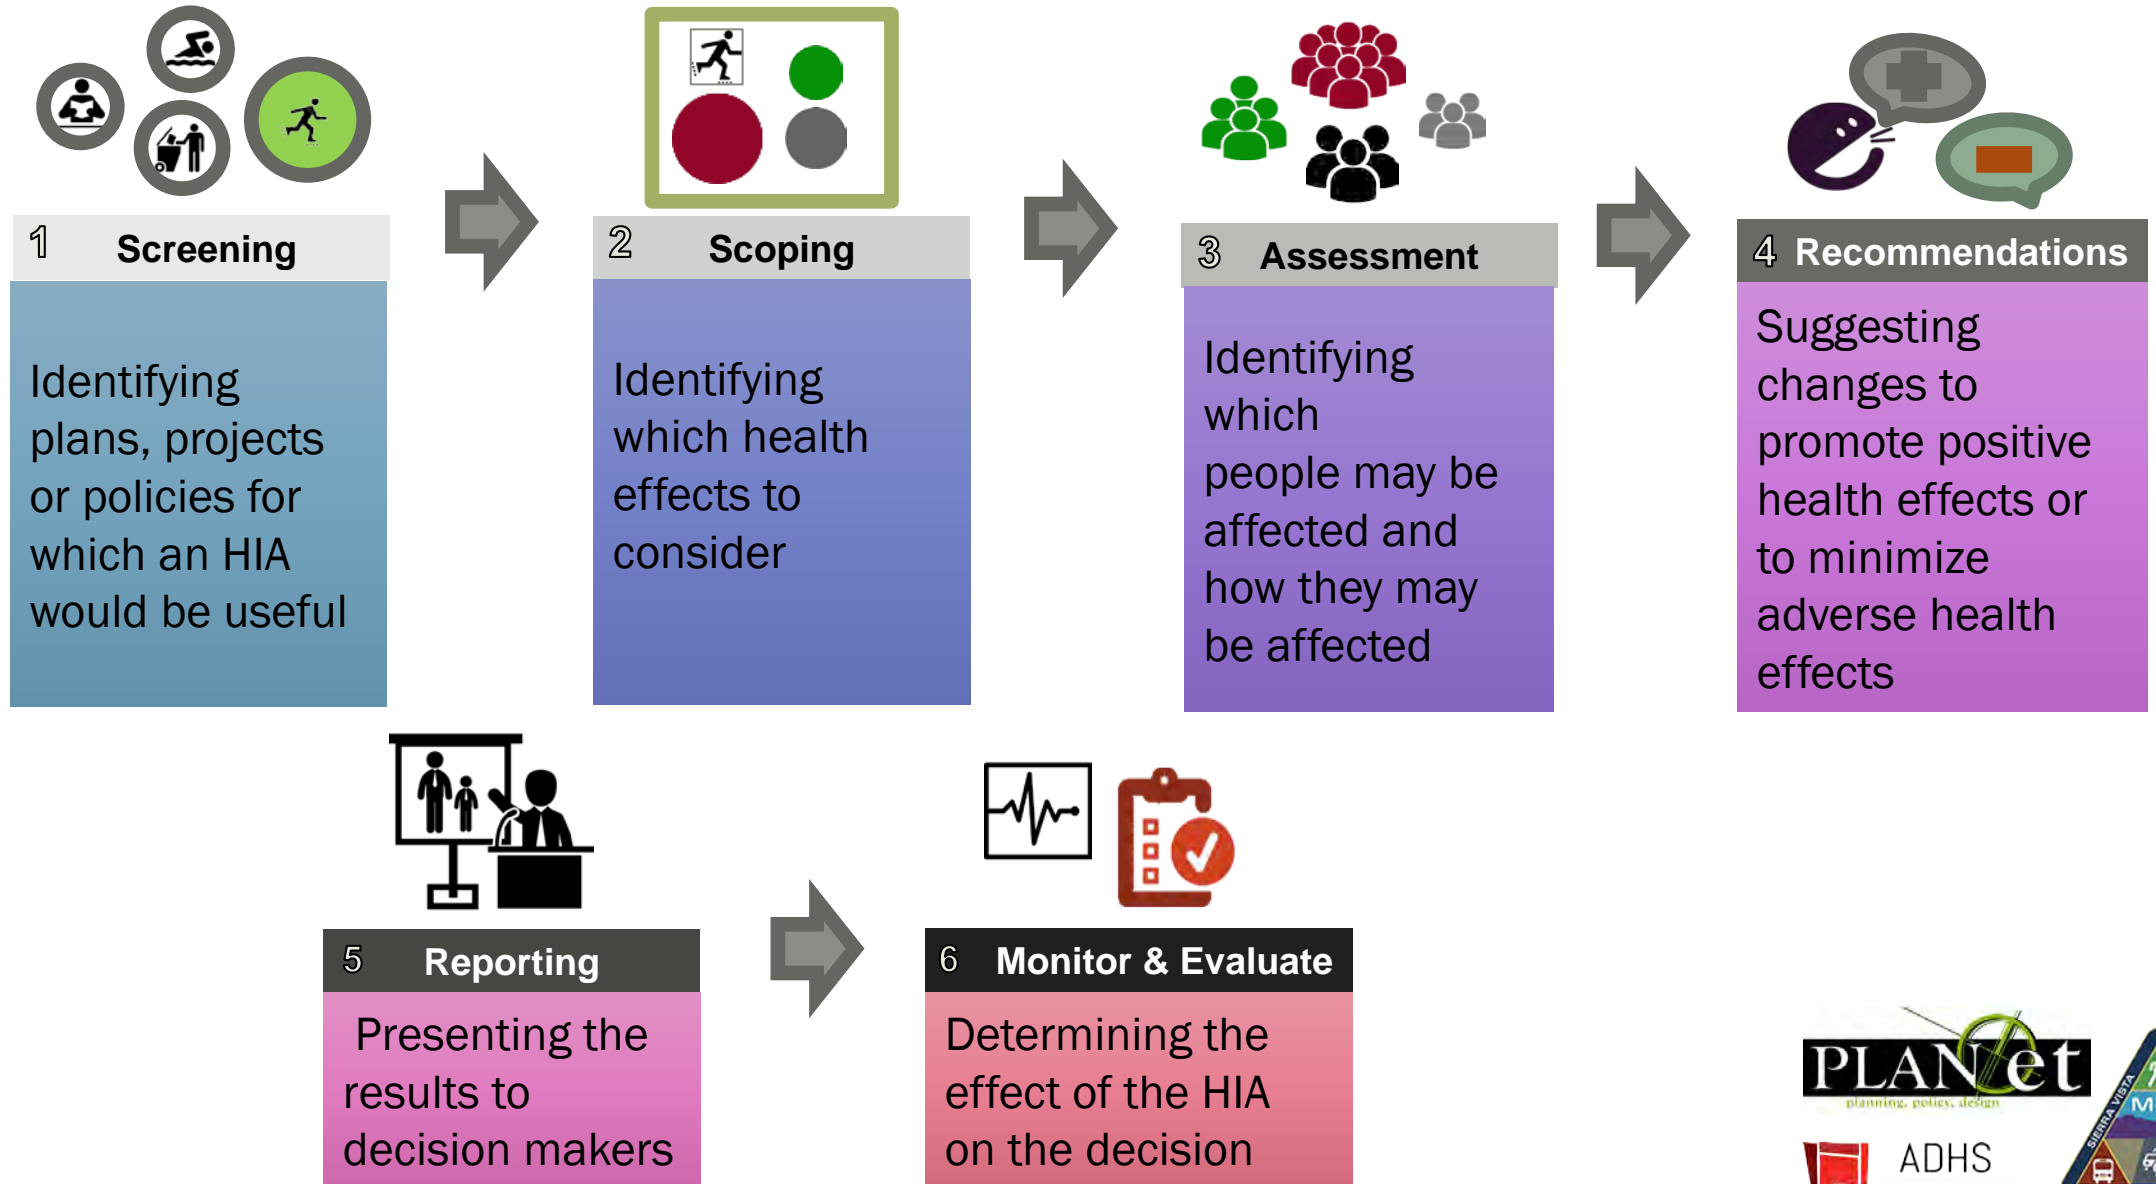 1 Screening
Identifying
plans, projects
or policies for
which an HIA
would be useful
2 Scoping
Identifying
which health
effects to
consider
3 Assessment
Identifying
which
people may be
affected and
how they may
be affected
4 Recommendations
Suggesting
changes to
promote positive
health effects or
to minimize
adverse health
effects
5 Reporting
Presenting the
results to
decision makers
6 Monitor & Evaluate
Determining the
effect of the HIA
on the decision
PLANet
planning, policy, design
SIERRA VISTA
ADHS